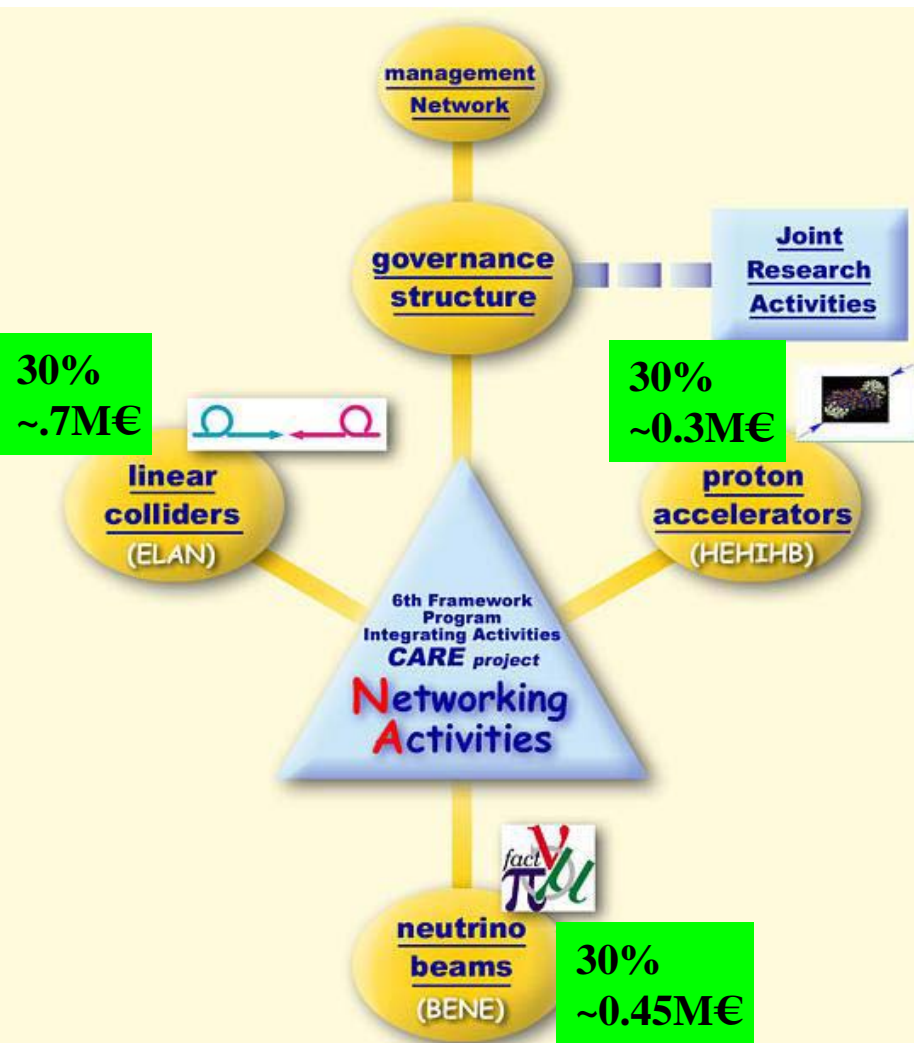 management
Network
governance
structure
Joint
Research
Activities
30%
~.7M€
30%
~0.3M€
linear
colliders
(ELAN)
proton
accelerators
(HEHIHB)
6th Framework
Program
Integrating Activities
CARE project
Networking
Activities
fact
πνμ
neutrino
beams
(BENE)
30%
~0.45M€